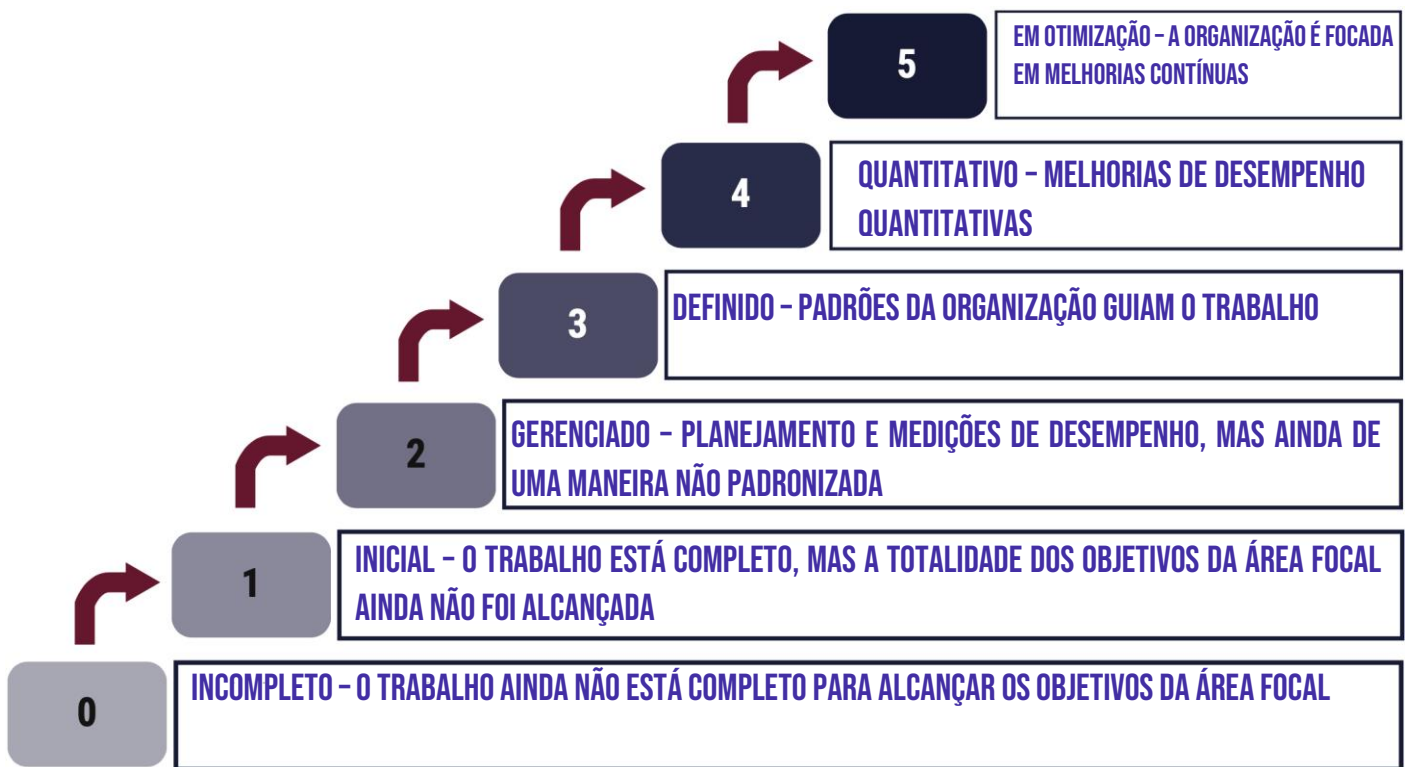 5
EM OTIMIZAÇÃO – A ORGANIZAÇÃO É FOCADA
EM MELHORIAS CONTÍNUAS
4
QUANTITATIVO – MELHORIAS DE DESEMPENHO
QUANTITATIVAS
3
DEFINIDO – PADRÕES DA ORGANIZAÇÃO GUIAM O TRABALHO
2
GERENCIADO – PLANEJAMENTO E MEDIÇÕES DE DESEMPENHO, MAS AINDA DE
UMA MANEIRA NÃO PADRONIZADA
1
INICIAL – O TRABALHO ESTÁ COMPLETO, MAS A TOTALIDADE DOS OBJETIVOS DA ÁREA FOCAL
AINDA NÃO FOI ALCANÇADA
0
INCOMPLETO – O TRABALHO AINDA NÃO ESTÁ COMPLETO PARA ALCANÇAR OS OBJETIVOS DA ÁREA FOCAL